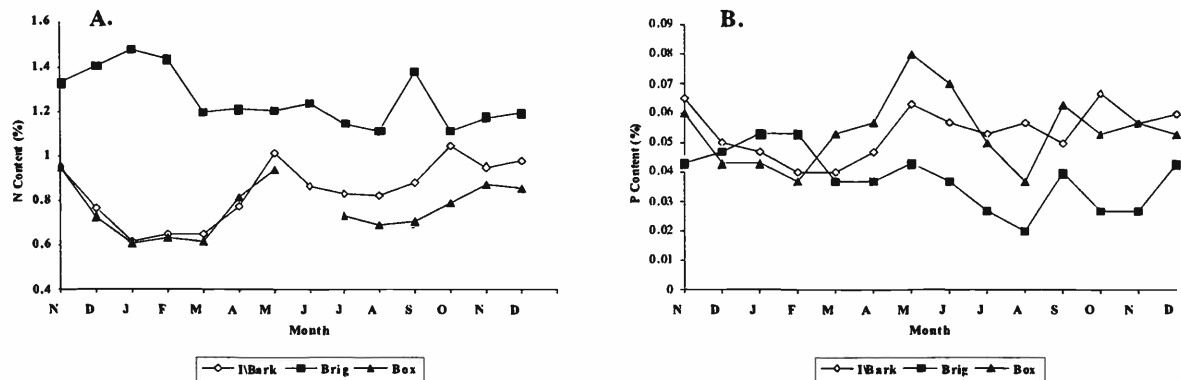 A.
N Content (%)
1.6
1.4
1.2
1
0.8
0.6
0.4
N D J F M A M J J A S O N D
Month
I\Bark Brig Box
B.
P Content (%)
0.09
0.08
0.07
0.06
0.05
0.04
0.03
0.02
0.01
0
N D J F M A M J J A S O N D
Month
I\Bark Brig Box